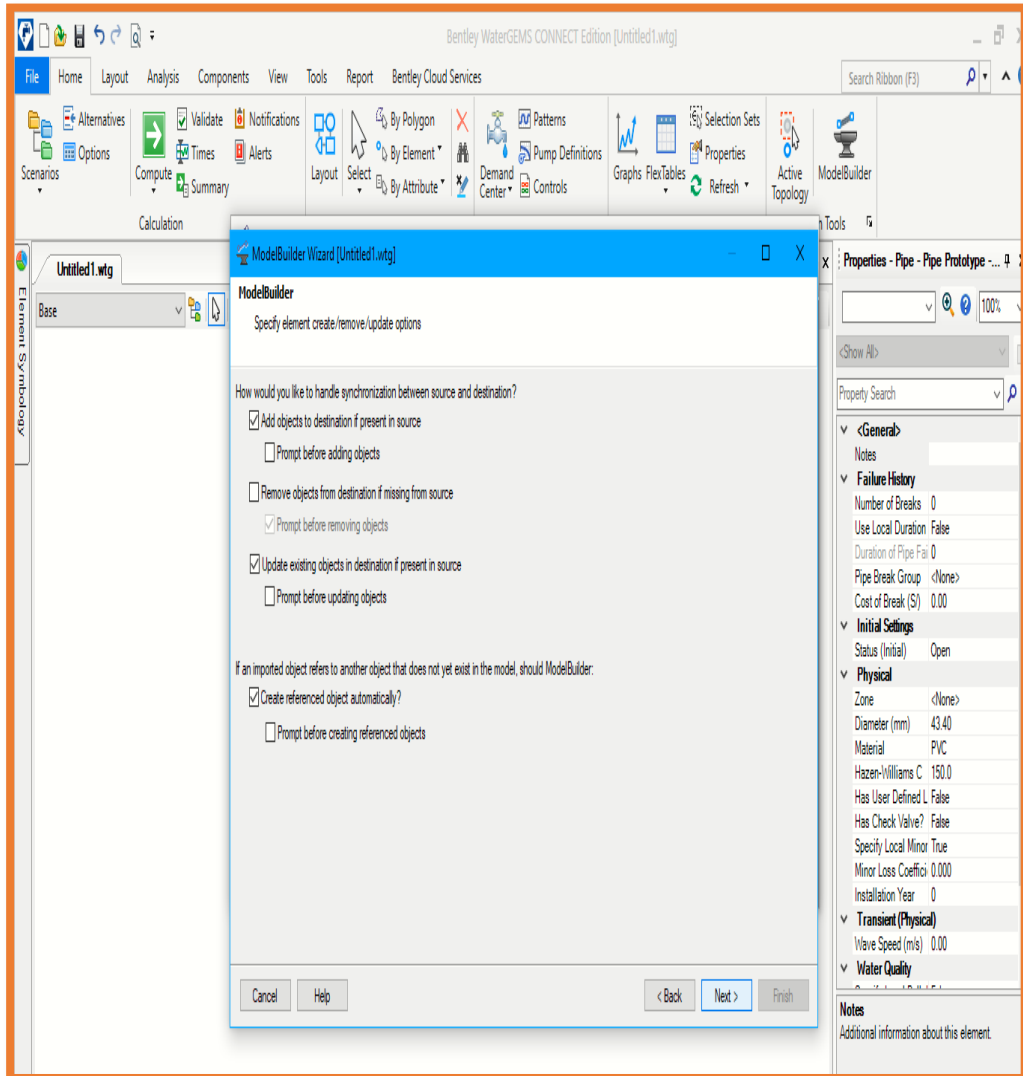 Bentley WaterGEMS CONNECT Edition [Untitled1.wtg]
File Home Layout Analysis Components View Tools Report Bentley Cloud Services
Search Ribbon (F3)
Scenarios
Alternatives
Options
Compute
Validate
Times
Summary
Notifications
Alerts
Calculation
Layout
Select
By Polygon
By Element
By Attribute
Demand
Center
Patterns
Pump Definitions
Controls
Graphs
FlexTables
Selection Sets
Properties
Refresh
Active
Topology
ModelBuilder
Tools
Element Symbology
Untitled1.wtg
Base
ModelBuilder Wizard [Untitled1.wtg]
ModelBuilder
Specify element create/remove/update options
How would you like to handle synchronization between source and destination?
Add objects to destination if present in source
Prompt before adding objects
Remove objects from destination if missing from source
Prompt before removing objects
Update existing objects in destination if present in source
Prompt before updating objects
If an imported object refers to another object that does not yet exist in the model, should ModelBuilder:
Create referenced object automatically?
Prompt before creating referenced objects
Cancel
Help
< Back
Next >
Finish
Properties - Pipe - Pipe Prototype -...
100%
<Show All>
Property Search
<General>
Notes
Failure History
Number of Breaks 0
Use Local Duration False
Duration of Pipe Fai 0
Pipe Break Group <None>
Cost of Break (S/) 0.00
Initial Settings
Status (Initial) Open
Physical
Zone <None>
Diameter (mm) 43.40
Material PVC
Hazen-Williams C 150.0
Has User Defined L False
Has Check Valve? False
Specify Local Minor True
Minor Loss Coeffici 0.000
Installation Year 0
Transient (Physical)
Wave Speed (m/s) 0.00
Water Quality
Notes
Additional information about this element.